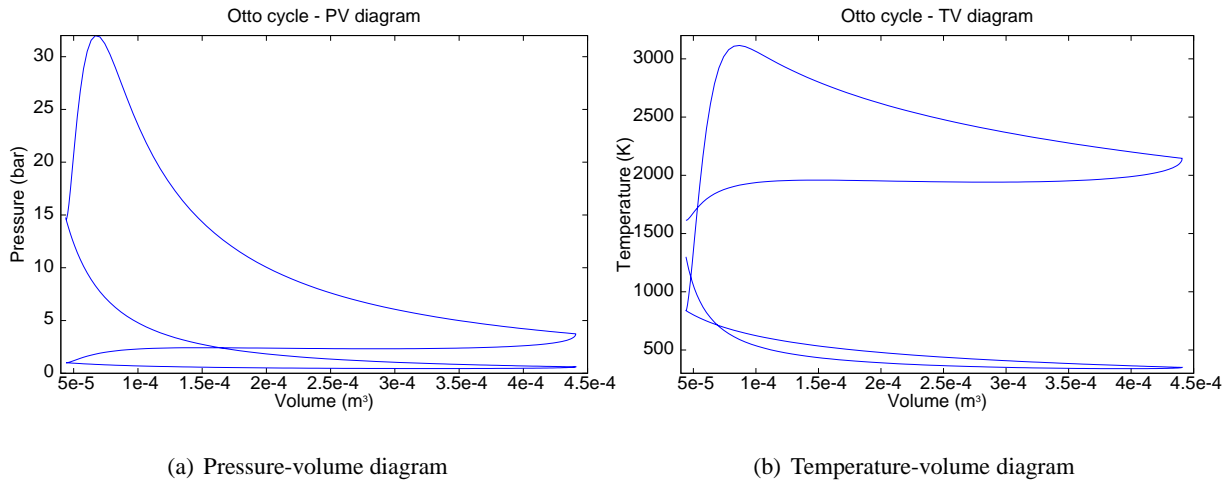 Otto cycle - PV diagram
30
25
20
15
10
5
0
Pressure (bar)
5e-5 1e-4 1.5e-4 2e-4 2.5e-4 3e-4 3.5e-4 4e-4 4.5e-4
Volume (m³)
(a) Pressure-volume diagram
Otto cycle - TV diagram
3000
2500
2000
1500
1000
500
Temperature (K)
5e-5 1e-4 1.5e-4 2e-4 2.5e-4 3e-4 3.5e-4 4e-4 4.5e-4
Volume (m³)
(b) Temperature-volume diagram